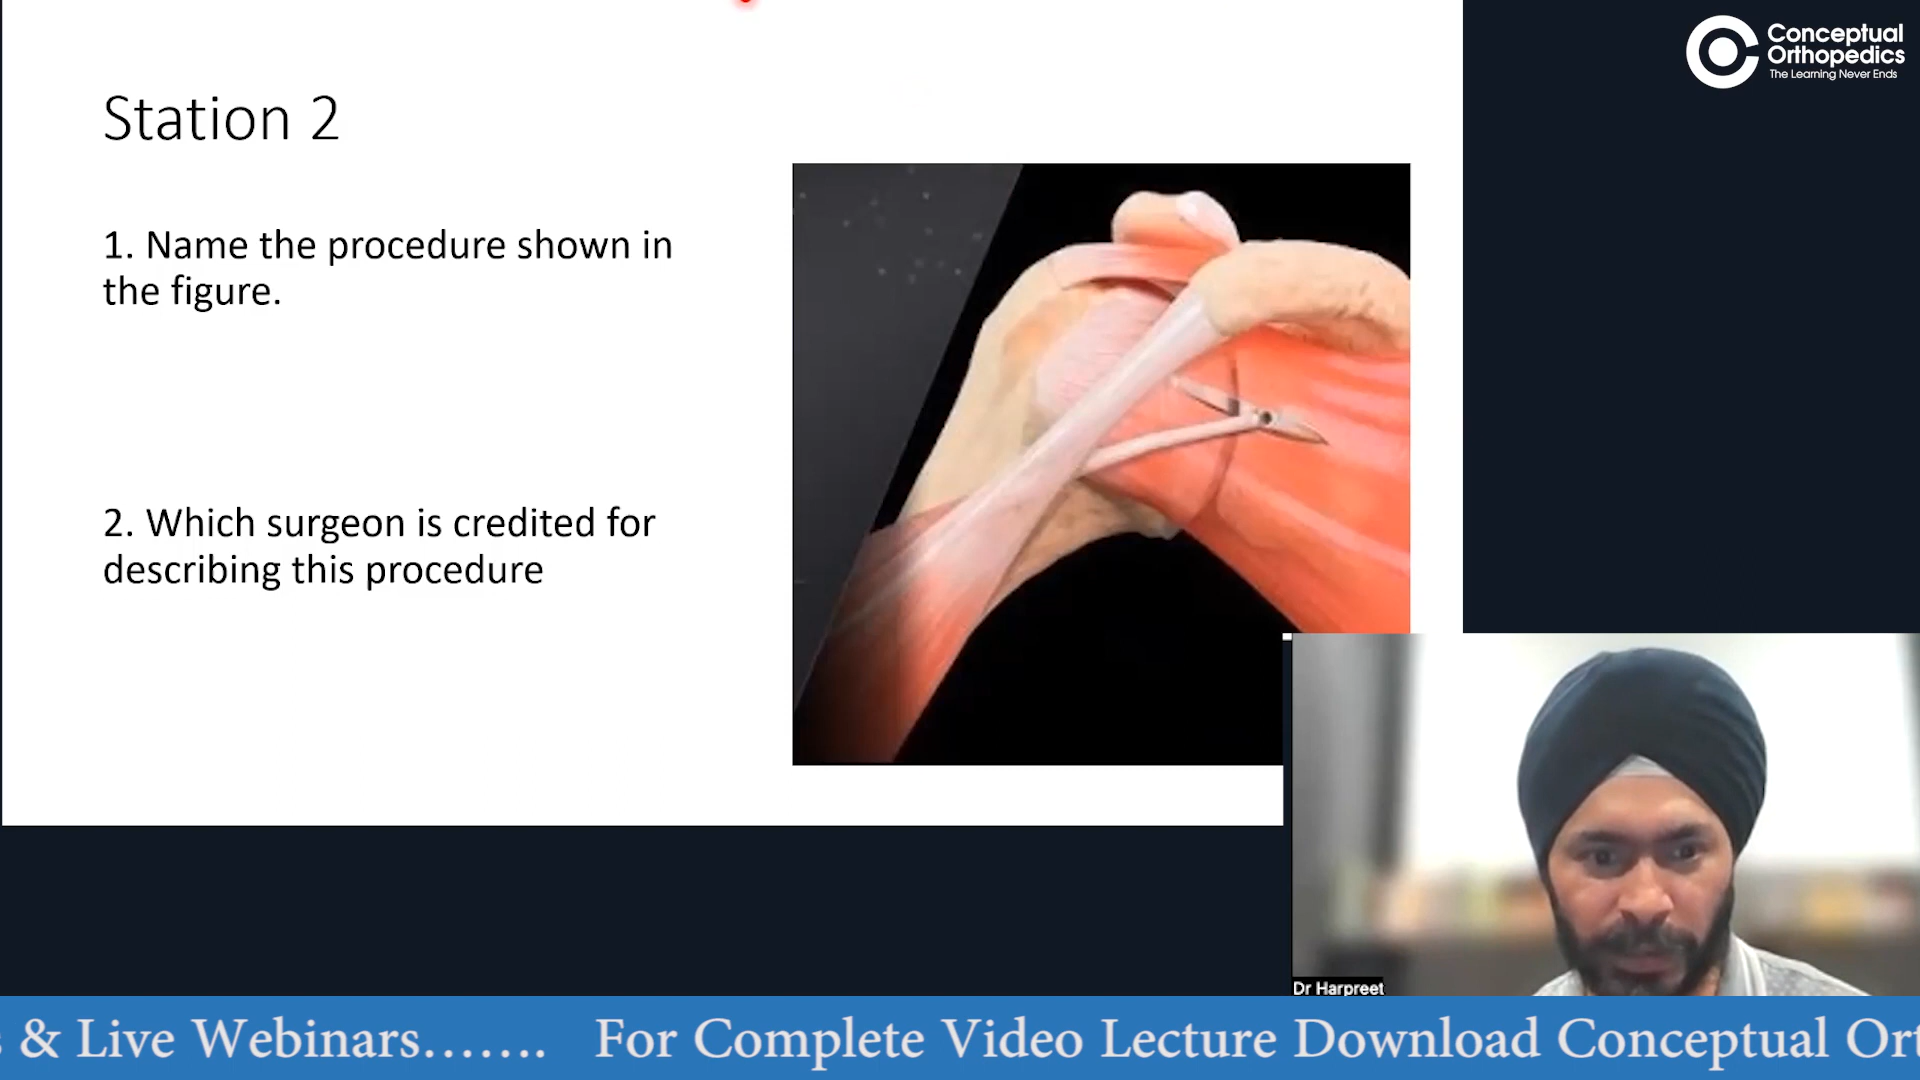 Conceptual
Orthopedics
The Learning Never Ends
Station 2
1. Name the procedure shown in
the figure.
2. Which surgeon is credited for
describing this procedure
Dr Harpreet
& Live Webinars....... For Complete Video Lecture Download Conceptual Ort